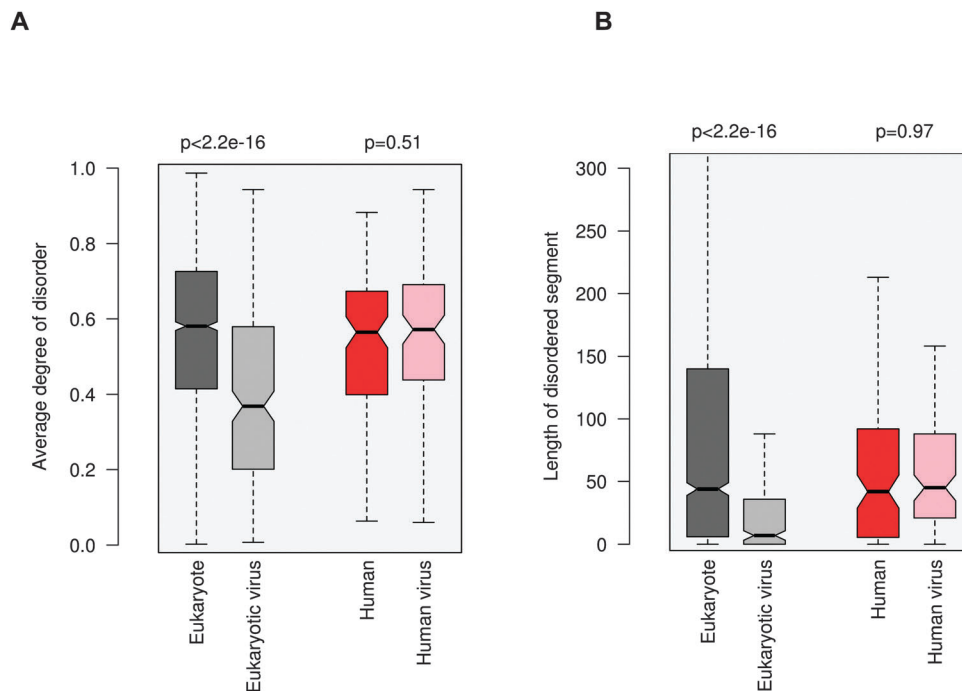 A
p<2.2e-16
p=0.51
Average degree of disorder
1.0
0.8
0.6
0.4
0.2
0.0
Eukaryote
Eukaryotic virus
Human
Human virus
B
p<2.2e-16
p=0.97
Length of disordered segment
300
250
200
150
100
50
0
Eukaryote
Eukaryotic virus
Human
Human virus